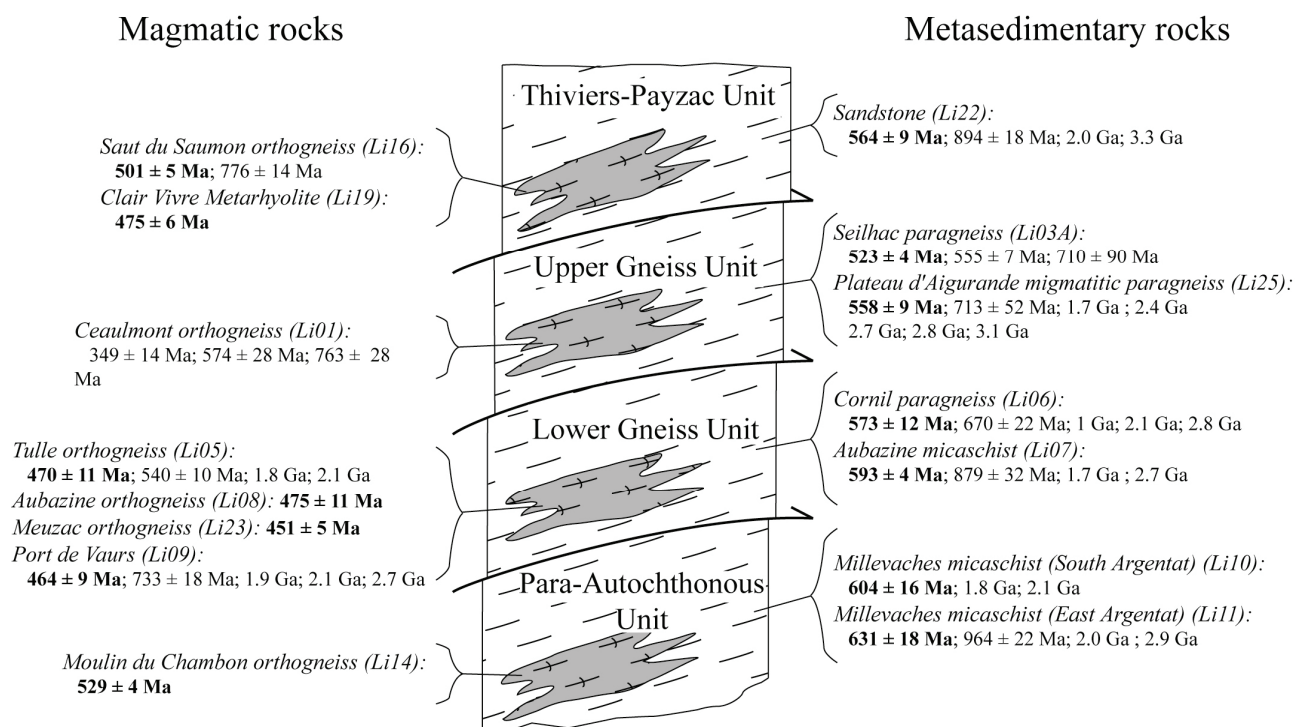 Magmatic rocks
Metasedimentary rocks
Thiviers-Payzac Unit
Saut du Saumon orthogneiss (Li16):
501 ± 5 Ma; 776 ± 14 Ma
Clair Vivre Metarhyolite (Li19):
475 ± 6 Ma
Sandstone (Li22):
564 ± 9 Ma; 894 ± 18 Ma; 2.0 Ga; 3.3 Ga
Upper Gneiss Unit
Ceaulmont orthogneiss (Li01):
349 ± 14 Ma; 574 ± 28 Ma; 763 ± 28
Ma
Seilhac paragneiss (Li03A):
523 ± 4 Ma; 555 ± 7 Ma; 710 ± 90 Ma
Plateau d'Aigurande migmatitic paragneiss (Li25):
558 ± 9 Ma; 713 ± 52 Ma; 1.7 Ga ; 2.4 Ga
2.7 Ga; 2.8 Ga; 3.1 Ga
Lower Gneiss Unit
Tulle orthogneiss (Li05):
470 ± 11 Ma; 540 ± 10 Ma; 1.8 Ga; 2.1 Ga
Aubazine orthogneiss (Li08): 475 ± 11 Ma
Meuzac orthogneiss (Li23): 451 ± 5 Ma
Port de Vaurs (Li09):
464 ± 9 Ma; 733 ± 18 Ma; 1.9 Ga; 2.1 Ga; 2.7 Ga
Cornil paragneiss (Li06):
573 ± 12 Ma; 670 ± 22 Ma; 1 Ga; 2.1 Ga; 2.8 Ga
Aubazine micaschist (Li07):
593 ± 4 Ma; 879 ± 32 Ma; 1.7 Ga ; 2.7 Ga
Para-Autochthonous
Unit
Moulin du Chambon orthogneiss (Li14):
529 ± 4 Ma
Millevaches micaschist (South Argentat) (Li10):
604 ± 16 Ma; 1.8 Ga; 2.1 Ga
Millevaches micaschist (East Argentat) (Li11):
631 ± 18 Ma; 964 ± 22 Ma; 2.0 Ga ; 2.9 Ga